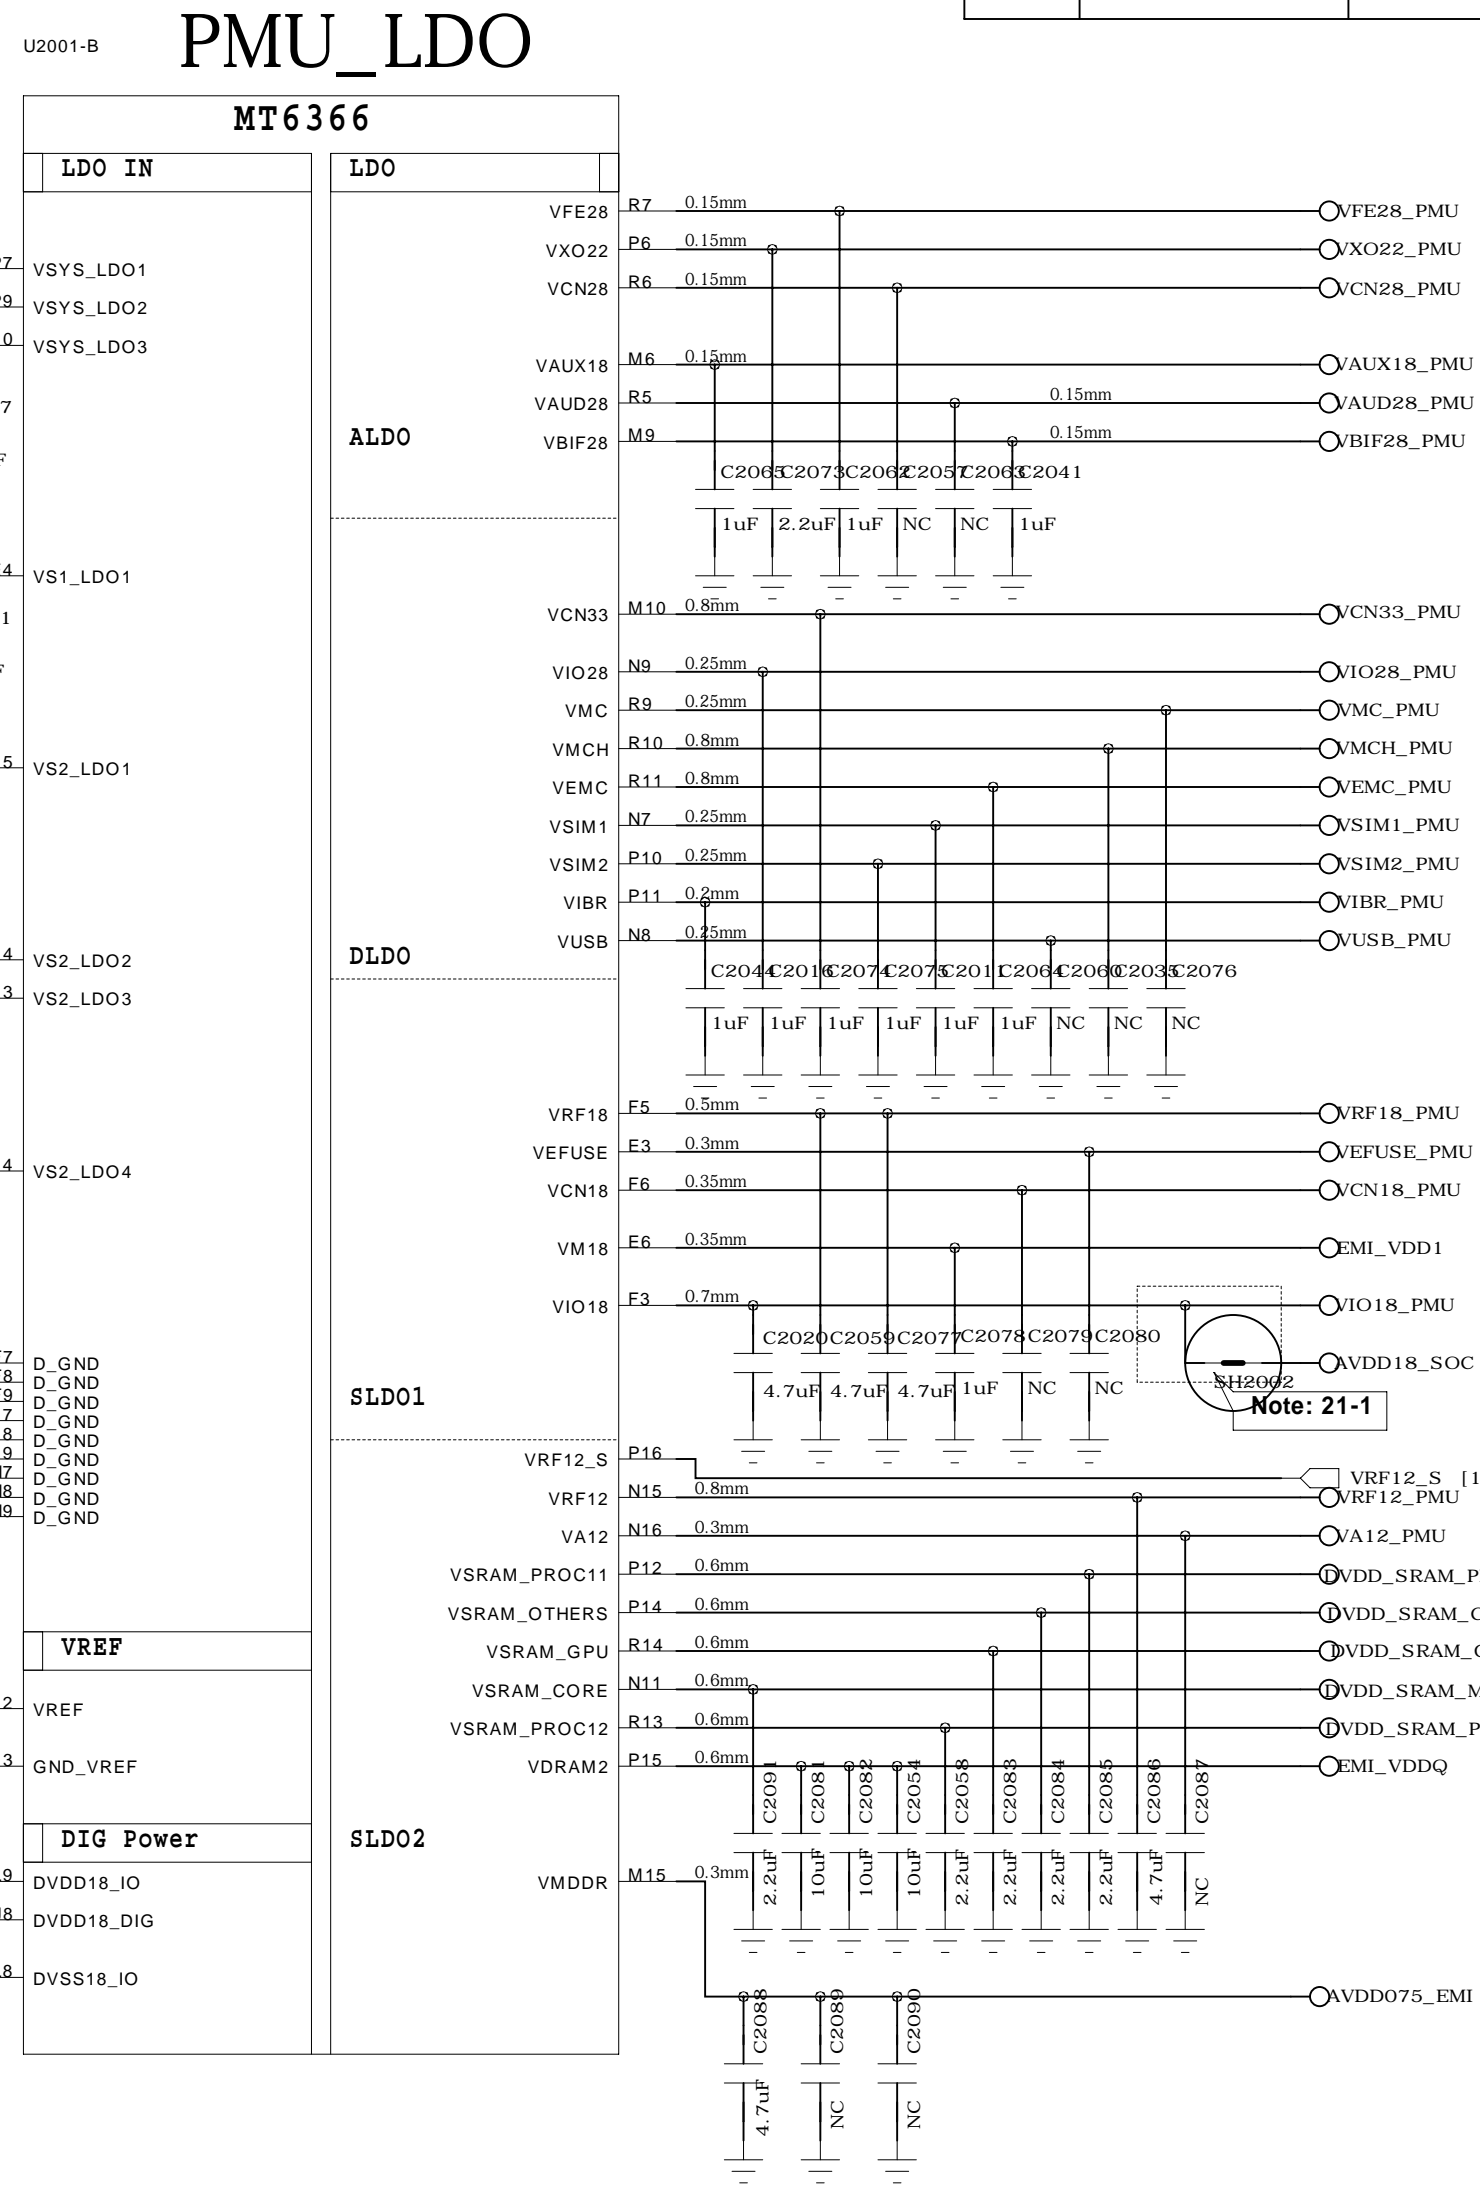 U2001-B
PMU_LDO
MT6366
LDO IN
LDO
VFE28 R7 0.15mm VFE28_PMU
VXO22 P6 0.15mm VXO22_PMU
VSYS_LDO1
VCN28 R6 0.15mm VCN28_PMU
VSYS_LDO2
VSYS_LDO3
VAUX18 M6 0.15mm VAUX18_PMU
VAUD28 R5 0.15mm VAUD28_PMU
ALDO
VBIF28 M9 0.15mm VBIF28_PMU
C2065 C2073 C2062 C2057 C2063 C2041
1uF 2.2uF 1uF NC NC 1uF
VS1_LDO1
VCN33 M10 0.8mm VCN33_PMU
VIO28 N9 0.25mm VIO28_PMU
VMC R9 0.25mm VMC_PMU
VMCH R10 0.8mm VMCH_PMU
VS2_LDO1
VEMC R11 0.8mm VEMC_PMU
VSIM1 N7 0.25mm VSIM1_PMU
VSIM2 P10 0.25mm VSIM2_PMU
VIBR P11 0.2mm VIBR_PMU
VUSB N8 0.25mm VUSB_PMU
DLDO
VS2_LDO2
C2044 C2016 C2074 C2075 C2011 C2064 C2060 C2035 C2076
VS2_LDO3
1uF 1uF 1uF 1uF 1uF 1uF NC NC NC
VRF18 F5 0.5mm VRF18_PMU
VEFUSE E3 0.3mm VEFUSE_PMU
VS2_LDO4
VCN18 F6 0.35mm VCN18_PMU
VM18 E6 0.35mm EMI_VDD1
VIO18 F3 0.7mm VIO18_PMU
C2020 C2059 C2077 C2078 C2079 C2080
AVDD18_SOC
D_GND
D_GND
SH2002
4.7uF 4.7uF 4.7uF 1uF NC NC
SLDO1
Note: 21-1
D_GND
D_GND
D_GND
D_GND
D_GND
D_GND
D_GND
VRF12_S P16 VRF12_S [1
VRF12 N15 0.8mm VRF12_PMU
VA12 N16 0.3mm VA12_PMU
VSRAM_PROC11 P12 0.6mm DVDD_SRAM_P
VSRAM_OTHERS P14 0.6mm DVDD_SRAM_
VREF
VSRAM_GPU R14 0.6mm DVDD_SRAM_
VSRAM_CORE N11 0.6mm DVDD_SRAM_M
VREF
VSRAM_PROC12 R13 0.6mm DVDD_SRAM_P
GND_VREF
VDRAM2 P15 0.6mm EMI_VDDQ
C2091 C2081 C2082 C2054 C2058 C2083 C2084 C2085 C2086 C2087
2.2uF 10uF 10uF 10uF 2.2uF 2.2uF 2.2uF 2.2uF 4.7uF NC
DIG Power
SLDO2
DVDD18_IO
VMDDR M15 0.3mm
DVDD18_DIG
DVSS18_IO
AVDD075_EMI
C2088 C2089 C2090
4.7uF NC NC